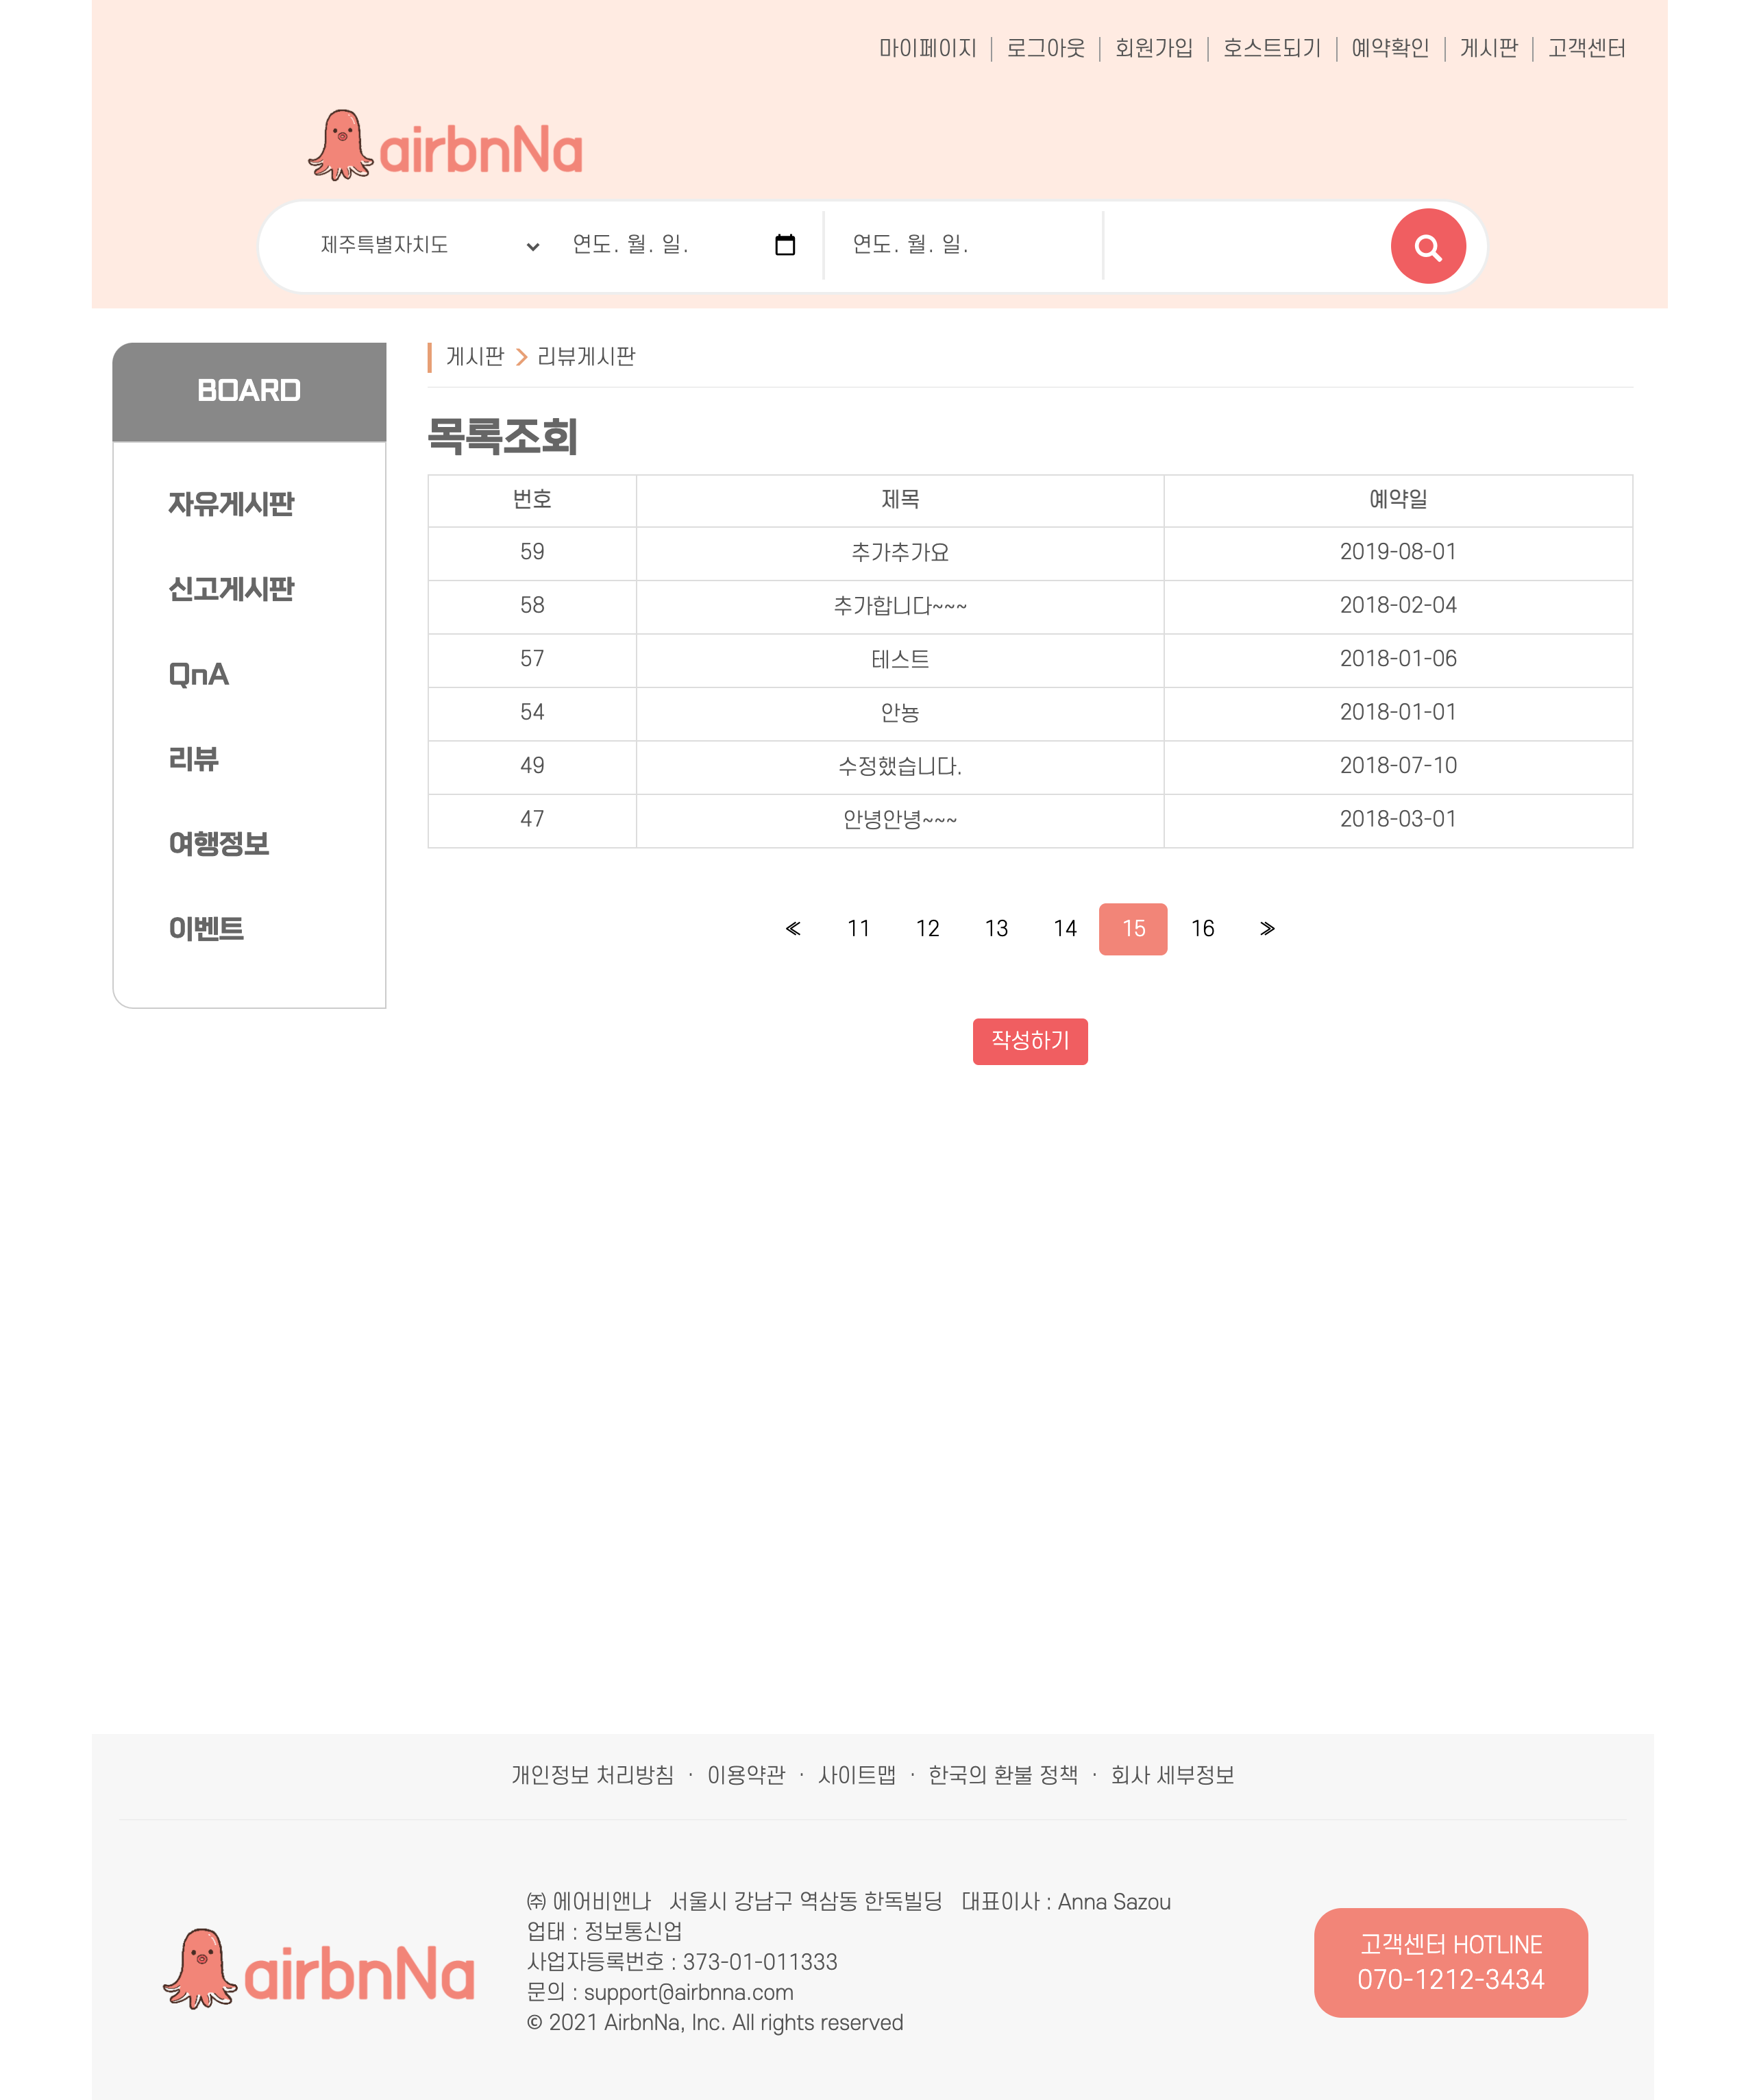 마이페이지 | 로그아웃 | 회원가입 | 호스트되기 | 예약확인 | 게시판 | 고객센터
airbnNa
제주특별자치도 연도. 월. 일. 연도. 월. 일.
BOARD
자유게시판
신고게시판
QnA
리뷰
여행정보
이벤트
게시판 > 리뷰게시판
목록조회
번호 제목 예약일
59 추가추가요 2019-08-01
58 추가합니다~~~ 2018-02-04
57 테스트 2018-01-06
54 안뇽 2018-01-01
49 수정했습니다. 2018-07-10
47 안녕안녕~~~ 2018-03-01
≪ 11 12 13 14 15 16 ≫
작성하기
개인정보 처리방침 · 이용약관 · 사이트맵 · 한국의 환불 정책 · 회사 세부정보
airbnNa
㈜ 에어비앤나 서울시 강남구 역삼동 한독빌딩 대표이사 : Anna Sazou
업태 : 정보통신업
사업자등록번호 : 373-01-011333
문의 : support@airbnna.com
© 2021 AirbnNa, Inc. All rights reserved
고객센터 HOTLINE
070-1212-3434